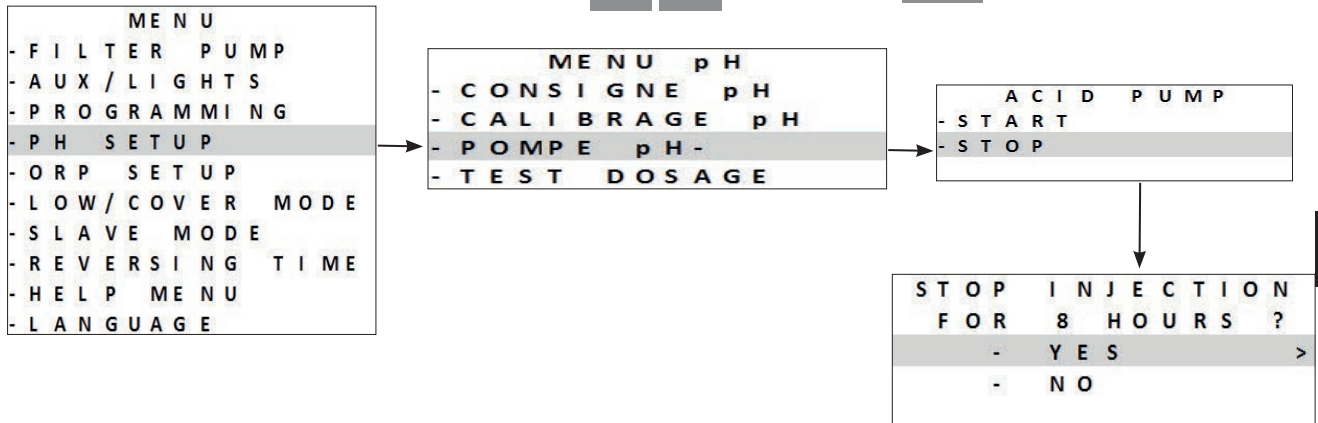 MENU
- FILTER PUMP
- AUX/LIGHTS
- PROGRAMMING
- PH SETUP
- ORP SETUP
- LOW/COVER MODE
- SLAVE MODE
- REVERSING TIME
- HELP MENU
- LANGUAGE
MENU pH
- CONSIGNE pH
- CALIBRAGE pH
- POMPE pH-
- TEST DOSAGE
ACID PUMP
- START
- STOP
STOP INJECTION
FOR 8 HOURS ?
- YES >
- NO